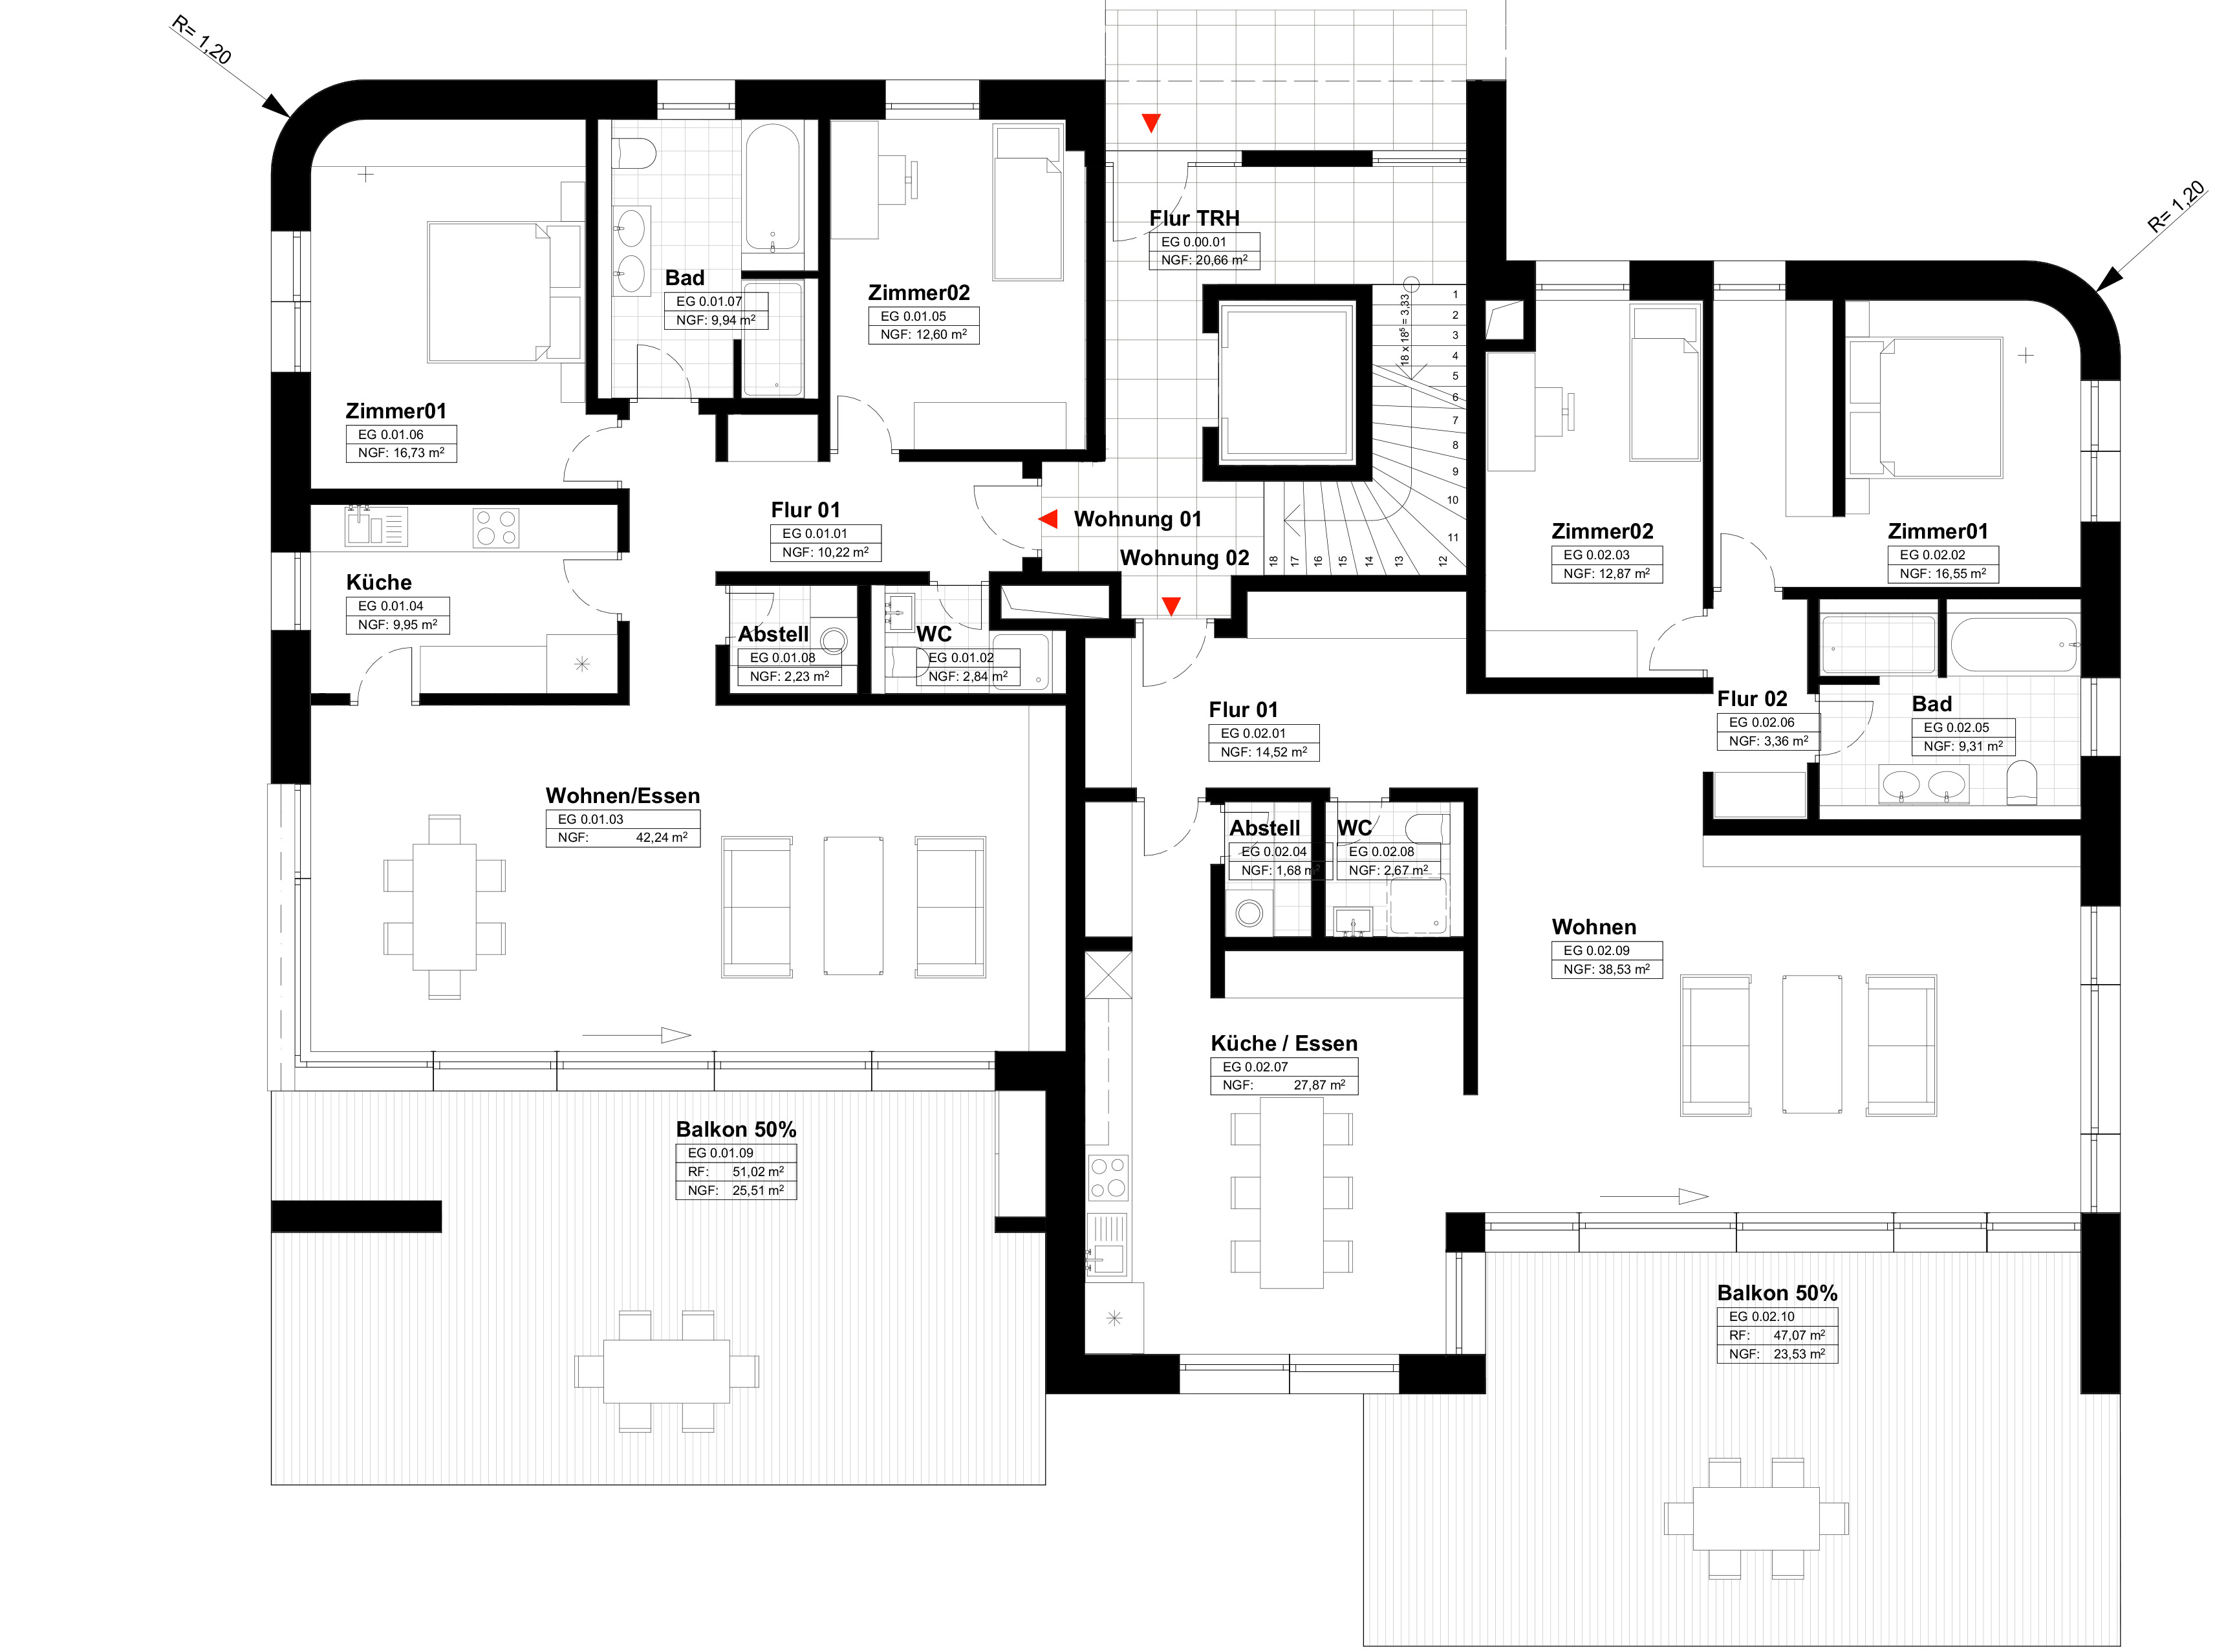 R= 1,20
R= 1,20
Flur TRH
EG 0.00.01
NGF: 20,66 m²
Bad
EG 0.01.07
NGF: 9,94 m²
Zimmer02
EG 0.01.05
NGF: 12,60 m²
Zimmer01
EG 0.01.06
NGF: 16,73 m²
18 x 18⁵ = 3,33
1
2
3
4
5
6
7
8
9
10
11
12
13
14
15
16
17
18
Flur 01
EG 0.01.01
NGF: 10,22 m²
Wohnung 01
Wohnung 02
Zimmer02
EG 0.02.03
NGF: 12,87 m²
Zimmer01
EG 0.02.02
NGF: 16,55 m²
Küche
EG 0.01.04
NGF: 9,95 m²
Abstell
EG 0.01.08
NGF: 2,23 m²
WC
EG 0.01.02
NGF: 2,84 m²
Flur 01
EG 0.02.01
NGF: 14,52 m²
Flur 02
EG 0.02.06
NGF: 3,36 m²
Bad
EG 0.02.05
NGF: 9,31 m²
Wohnen/Essen
EG 0.01.03
NGF: 42,24 m²
Abstell
EG 0.02.04
NGF: 1,68 m²
WC
EG 0.02.08
NGF: 2,67 m²
Wohnen
EG 0.02.09
NGF: 38,53 m²
Küche / Essen
EG 0.02.07
NGF: 27,87 m²
Balkon 50%
EG 0.01.09
RF: 51,02 m²
NGF: 25,51 m²
Balkon 50%
EG 0.02.10
RF: 47,07 m²
NGF: 23,53 m²